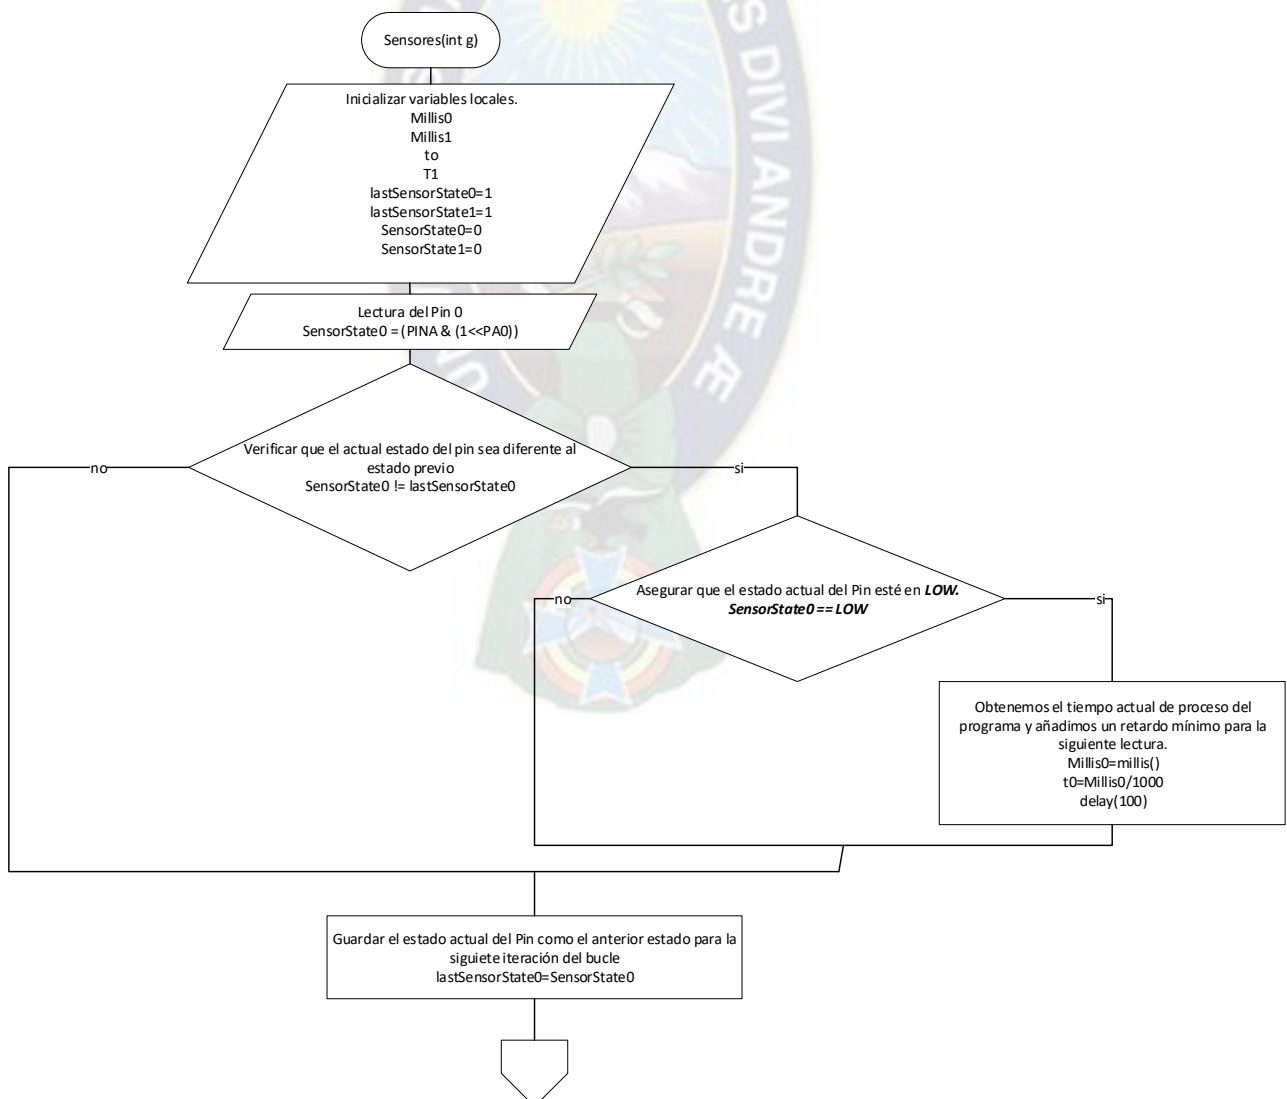 Sensores(int g)
Inicializar variables locales.
Millis0
Millis1
to
T1
lastSensorState0=1
lastSensorState1=1
SensorState0=0
SensorState1=0
Lectura del Pin 0
SensorState0 = (PINA & (1<<PA0))
Verificar que el actual estado del pin sea diferente al
estado previo
SensorState0 != lastSensorState0
no
si
Asegurar que el estado actual del Pin esté en LOW.
SensorState0 == LOW
no
si
Obtenemos el tiempo actual de proceso del
programa y añadimos un retardo mínimo para la
siguiente lectura.
Millis0=millis()
t0=Millis0/1000
delay(100)
Guardar el estado actual del Pin como el anterior estado para la
siguiete iteración del bucle
lastSensorState0=SensorState0
S DIVI ANDRE Æ